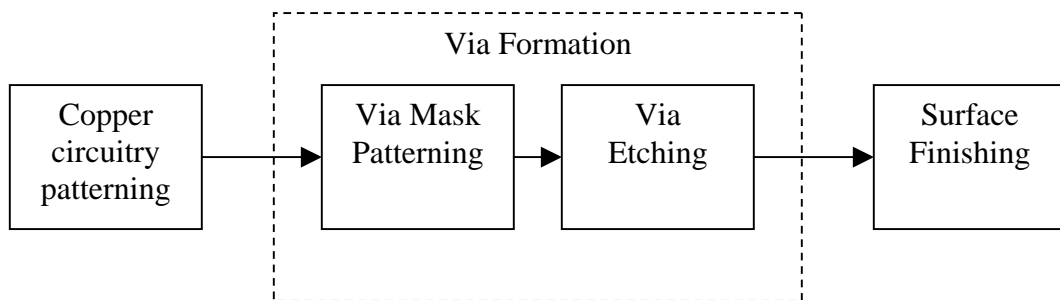 Via Formation
Copper
circuitry
patterning
Via Mask
Patterning
Via
Etching
Surface
Finishing